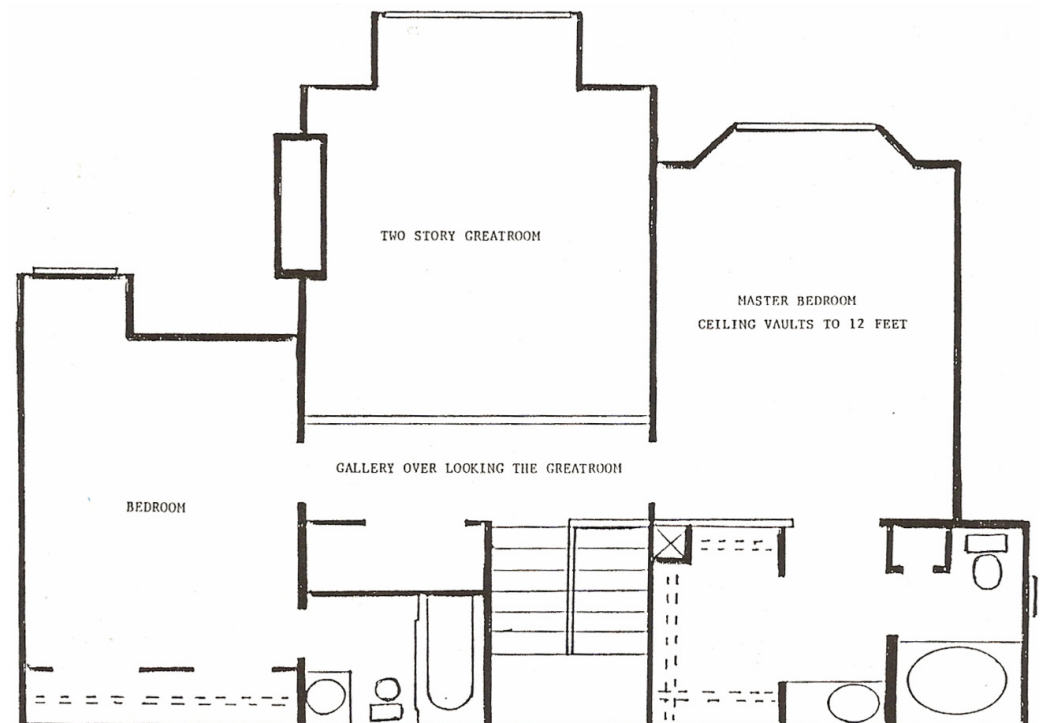 TWO STORY GREATROOM
MASTER BEDROOM
CEILING VAULTS TO 12 FEET
GALLERY OVER LOOKING THE GREATROOM
BEDROOM